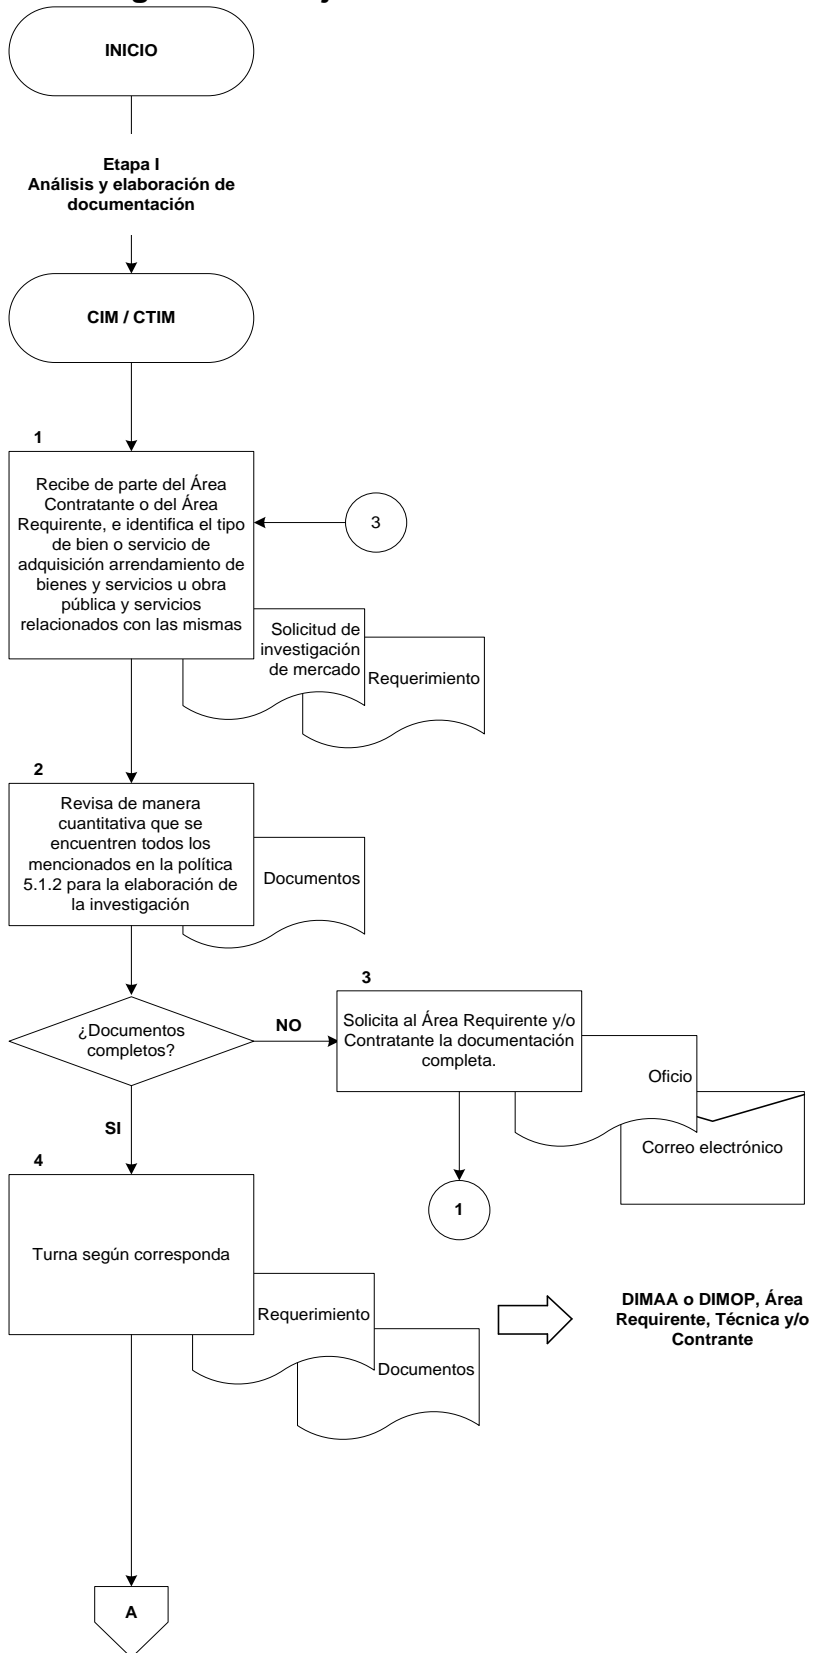 INICIO
Etapa I
Análisis y elaboración de
documentación
CIM / CTIM
1
Recibe de parte del Área
Contratante o del Área
Requirente, e identifica el tipo
de bien o servicio de
adquisición arrendamiento de
bienes y servicios u obra
pública y servicios
relacionados con las mismas
3
Solicitud de
investigación
de mercado
Requerimiento
2
Revisa de manera
cuantitativa que se
encuentren todos los
mencionados en la política
5.1.2 para la elaboración de
la investigación
Documentos
¿Documentos
completos?
NO
3
Solicita al Área Requirente y/o
Contratante la documentación
completa.
Oficio
Correo electrónico
1
SI
4
Turna según corresponda
Requerimiento
Documentos
DIMAA o DIMOP, Área
Requirente, Técnica y/o
Contrante
A